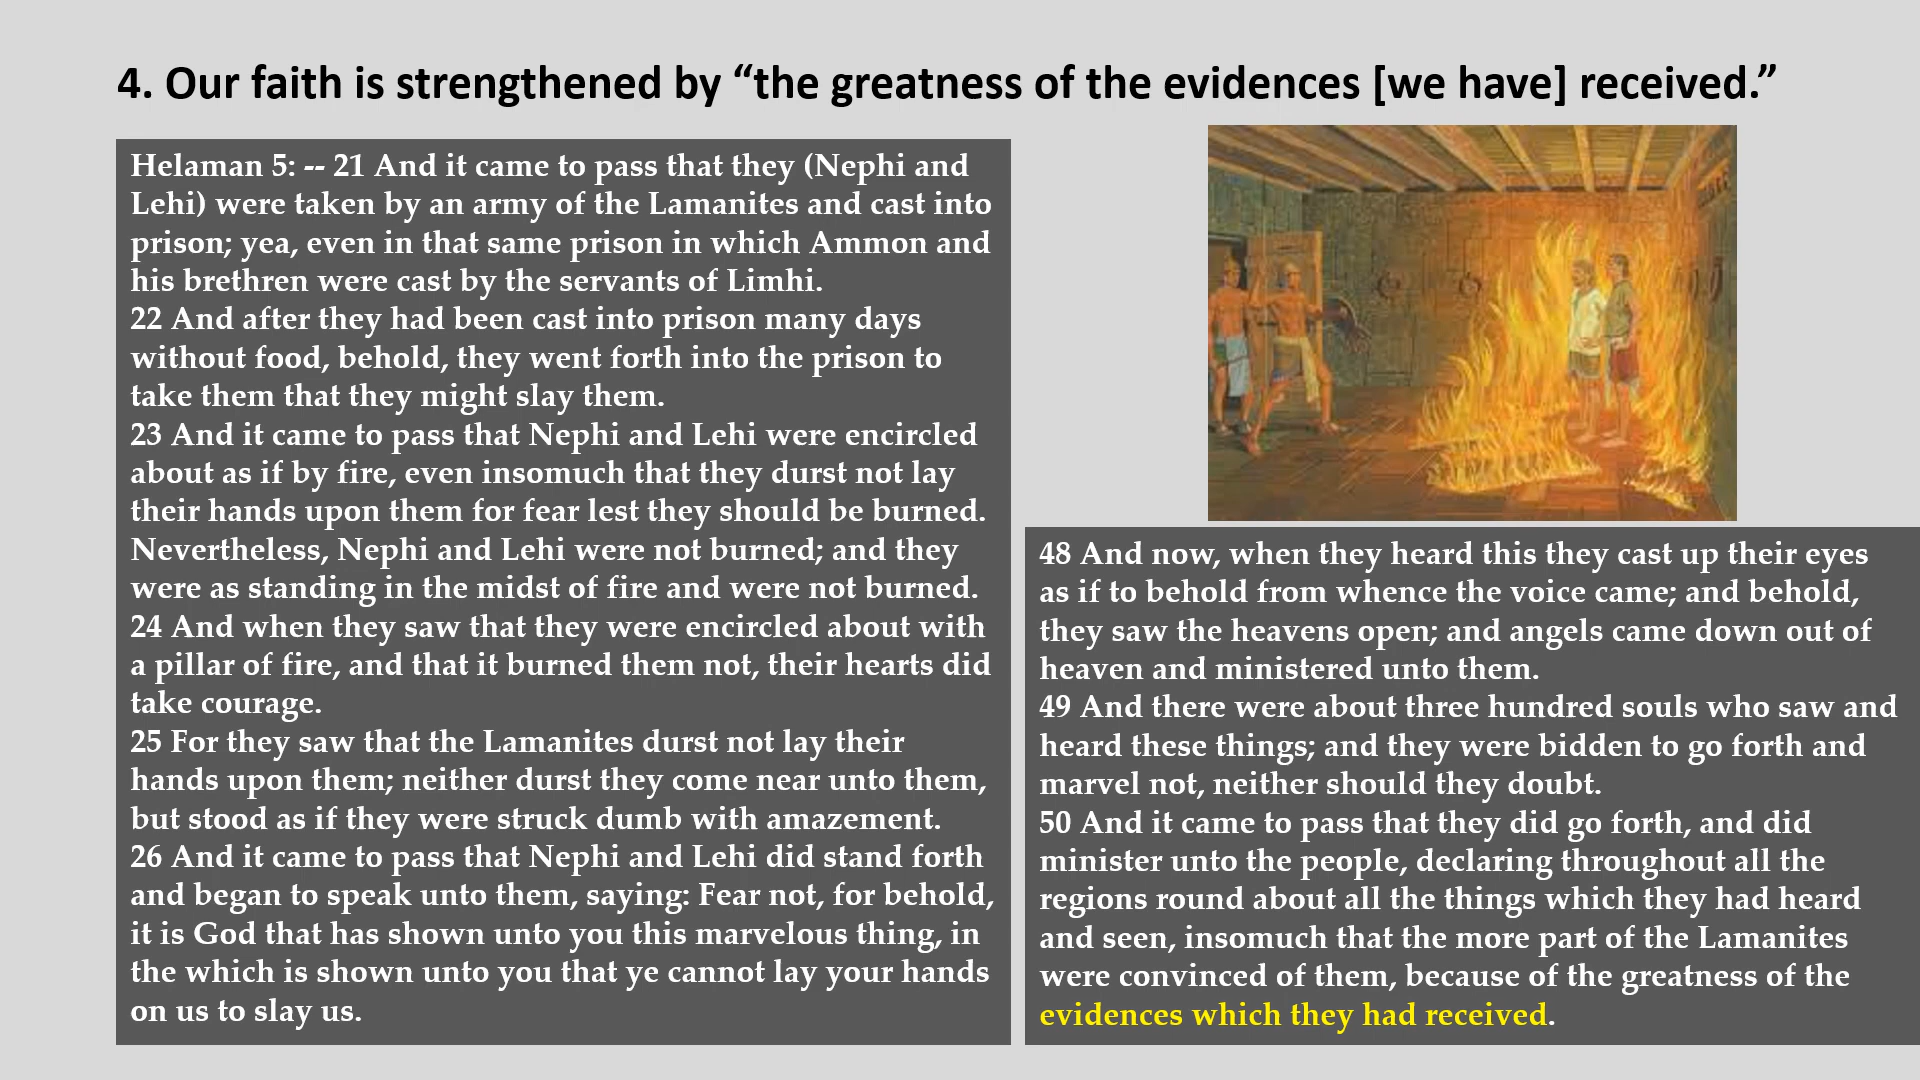 4. Our faith is strengthened by “the greatness of the evidences [we have] received.”
Helaman 5: -- 21 And it came to pass that they (Nephi and
Lehi) were taken by an army of the Lamanites and cast into
prison; yea, even in that same prison in which Ammon and
his brethren were cast by the servants of Limhi.
22 And after they had been cast into prison many days
without food, behold, they went forth into the prison to
take them that they might slay them.
23 And it came to pass that Nephi and Lehi were encircled
about as if by fire, even insomuch that they durst not lay
their hands upon them for fear lest they should be burned.
Nevertheless, Nephi and Lehi were not burned; and they
were as standing in the midst of fire and were not burned.
24 And when they saw that they were encircled about with
a pillar of fire, and that it burned them not, their hearts did
take courage.
25 For they saw that the Lamanites durst not lay their
hands upon them; neither durst they come near unto them,
but stood as if they were struck dumb with amazement.
26 And it came to pass that Nephi and Lehi did stand forth
and began to speak unto them, saying: Fear not, for behold,
it is God that has shown unto you this marvelous thing, in
the which is shown unto you that ye cannot lay your hands
on us to slay us.
48 And now, when they heard this they cast up their eyes
as if to behold from whence the voice came; and behold,
they saw the heavens open; and angels came down out of
heaven and ministered unto them.
49 And there were about three hundred souls who saw and
heard these things; and they were bidden to go forth and
marvel not, neither should they doubt.
50 And it came to pass that they did go forth, and did
minister unto the people, declaring throughout all the
regions round about all the things which they had heard
and seen, insomuch that the more part of the Lamanites
were convinced of them, because of the greatness of the
evidences which they had received.